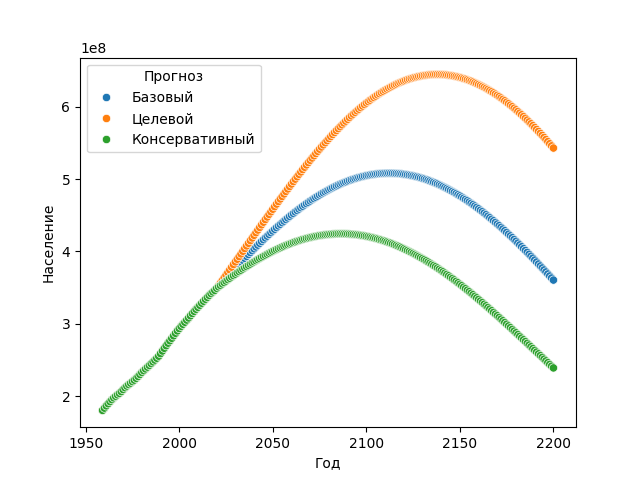 1e8
Прогноз
Базовый
Целевой
Консервативный
6
5
4
3
2
Население
1950 2000 2050 2100 2150 2200
Год